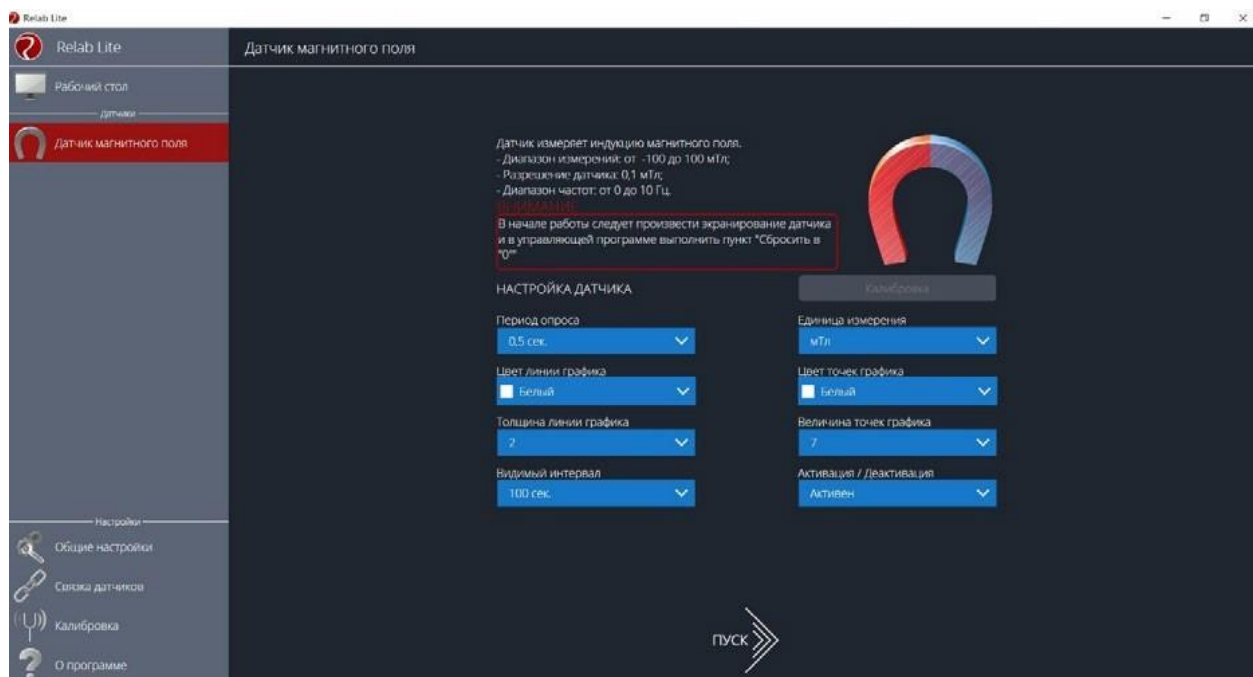 Relab Lite
Relab Lite
Датчик магнитного поля
Рабочий стол
Датчики
Датчик магнитного поля
Датчик измеряет индукцию магнитного поля.
- Диапазон измерений: от -100 до 100 мТл;
- Разрешение датчика: 0,1 мТл;
- Диапазон частот: от 0 до 10 Гц.
ВНИМАНИЕ
В начале работы следует произвести экранирование датчика
и в управляющей программе выполнить пункт "Сбросить в
"0""
НАСТРОЙКА ДАТЧИКА
Калибровка
Период опроса
Единица измерения
0,5 сек.
мТл
Цвет линии графика
Цвет точек графика
Белый
Белый
Толщина линии графика
Величина точек графика
2
7
Видимый интервал
Активация / Деактивация
100 сек.
Активен
Настройки
Общие настройки
Связка датчиков
Калибровка
О программе
ПУСК